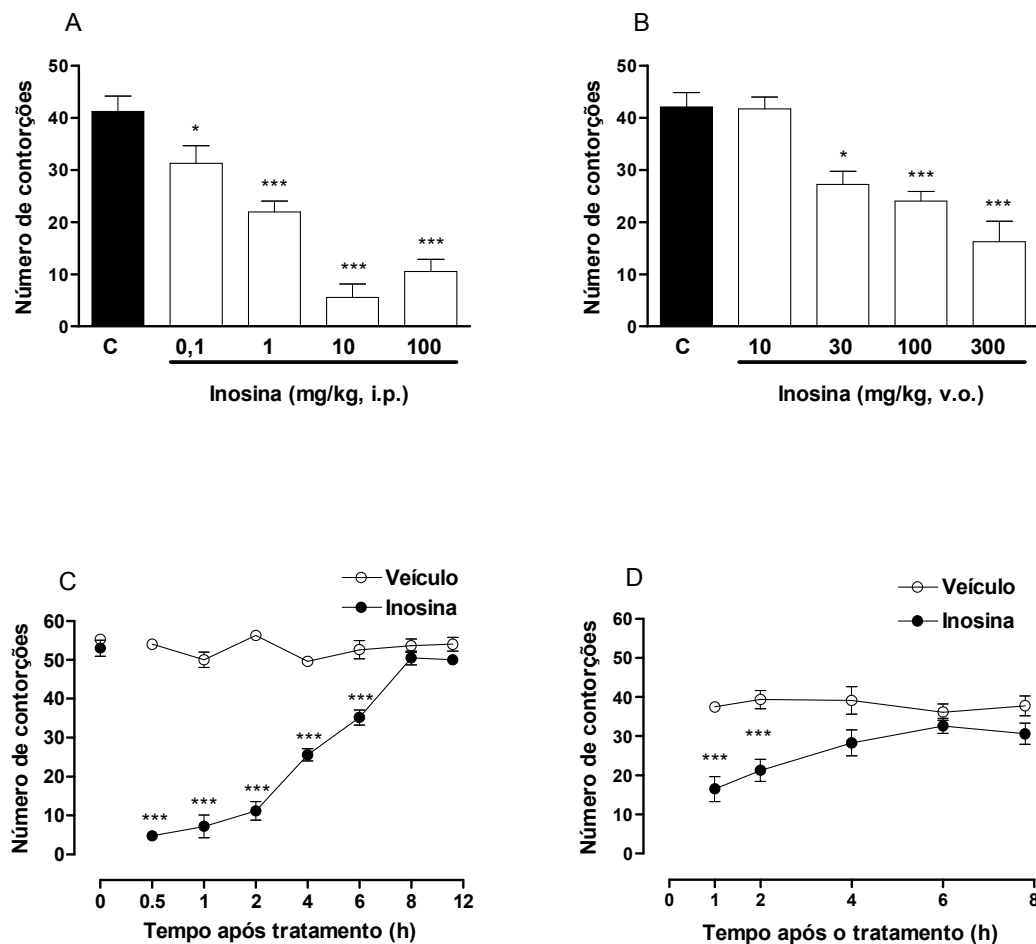 A
Número de contorções
50
40
30
20
10
0
*
***
***
***
C 0,1 1 10 100
Inosina (mg/kg, i.p.)
B
Número de contorções
50
40
30
20
10
0
*
***
***
C 10 30 100 300
Inosina (mg/kg, v.o.)
C
Veículo
Inosina
Número de contorções
60
50
40
30
20
10
0
***
***
***
***
***
0 0.5 1 2 4 6 8 12
Tempo após tratamento (h)
D
Veículo
Inosina
Número de contorções
60
50
40
30
20
10
0
***
***
0 1 2 4 6 8
Tempo após o tratamento (h)